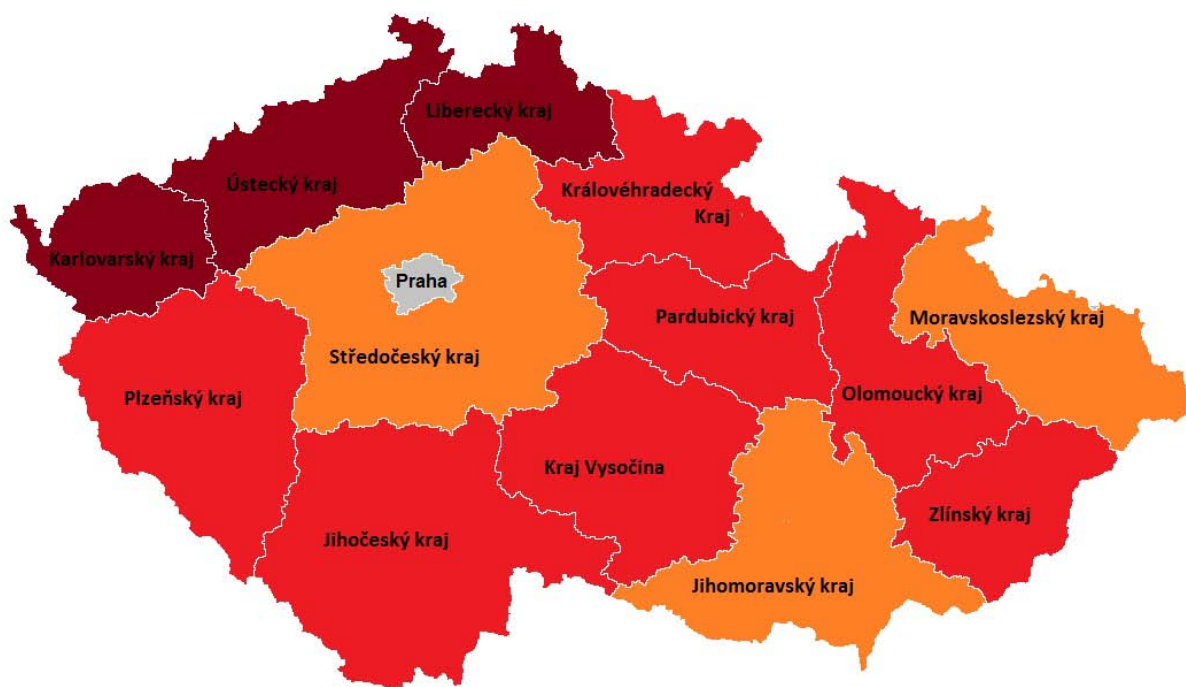 Liberecký kraj
Ústecký kraj
Královéhradecký
Kraj
Karlovarský kraj
Praha
Pardubický kraj
Moravskoslezský kraj
Středočeský kraj
Plzeňský kraj
Olomoucký kraj
Kraj Vysočina
Zlínský kraj
Jihočeský kraj
Jihomoravský kraj